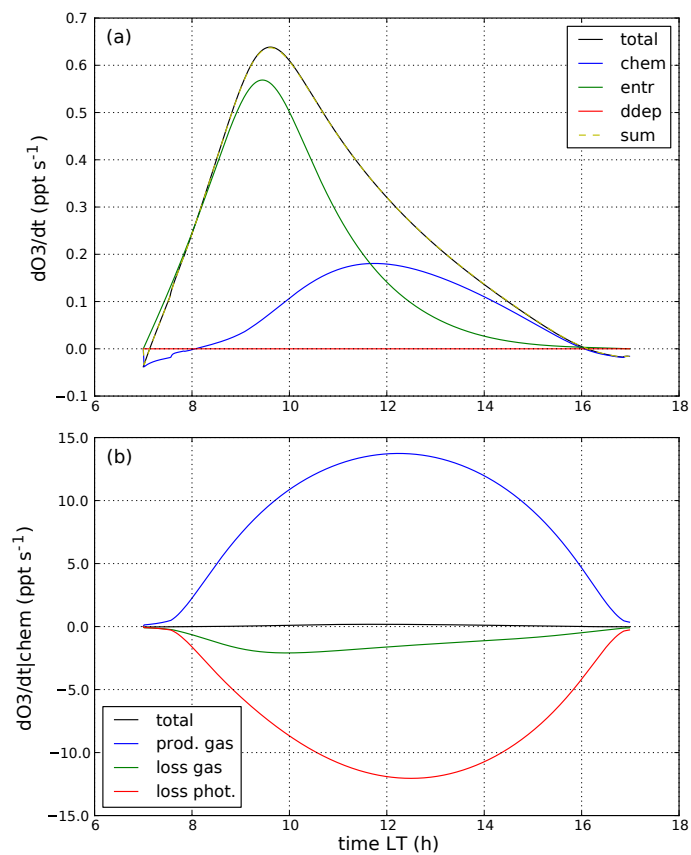 0.7
(a)
total
chem
entr
ddep
sum
0.6
0.5
0.4
0.3
0.2
0.1
0.0
−0.1
dO3/dt (ppt s⁻¹)
6 8 10 12 14 16 18
15.0
(b)
10.0
5.0
0.0
−5.0
−10.0
−15.0
dO3/dt|chem (ppt s⁻¹)
total
prod. gas
loss gas
loss phot.
6 8 10 12 14 16 18
time LT (h)